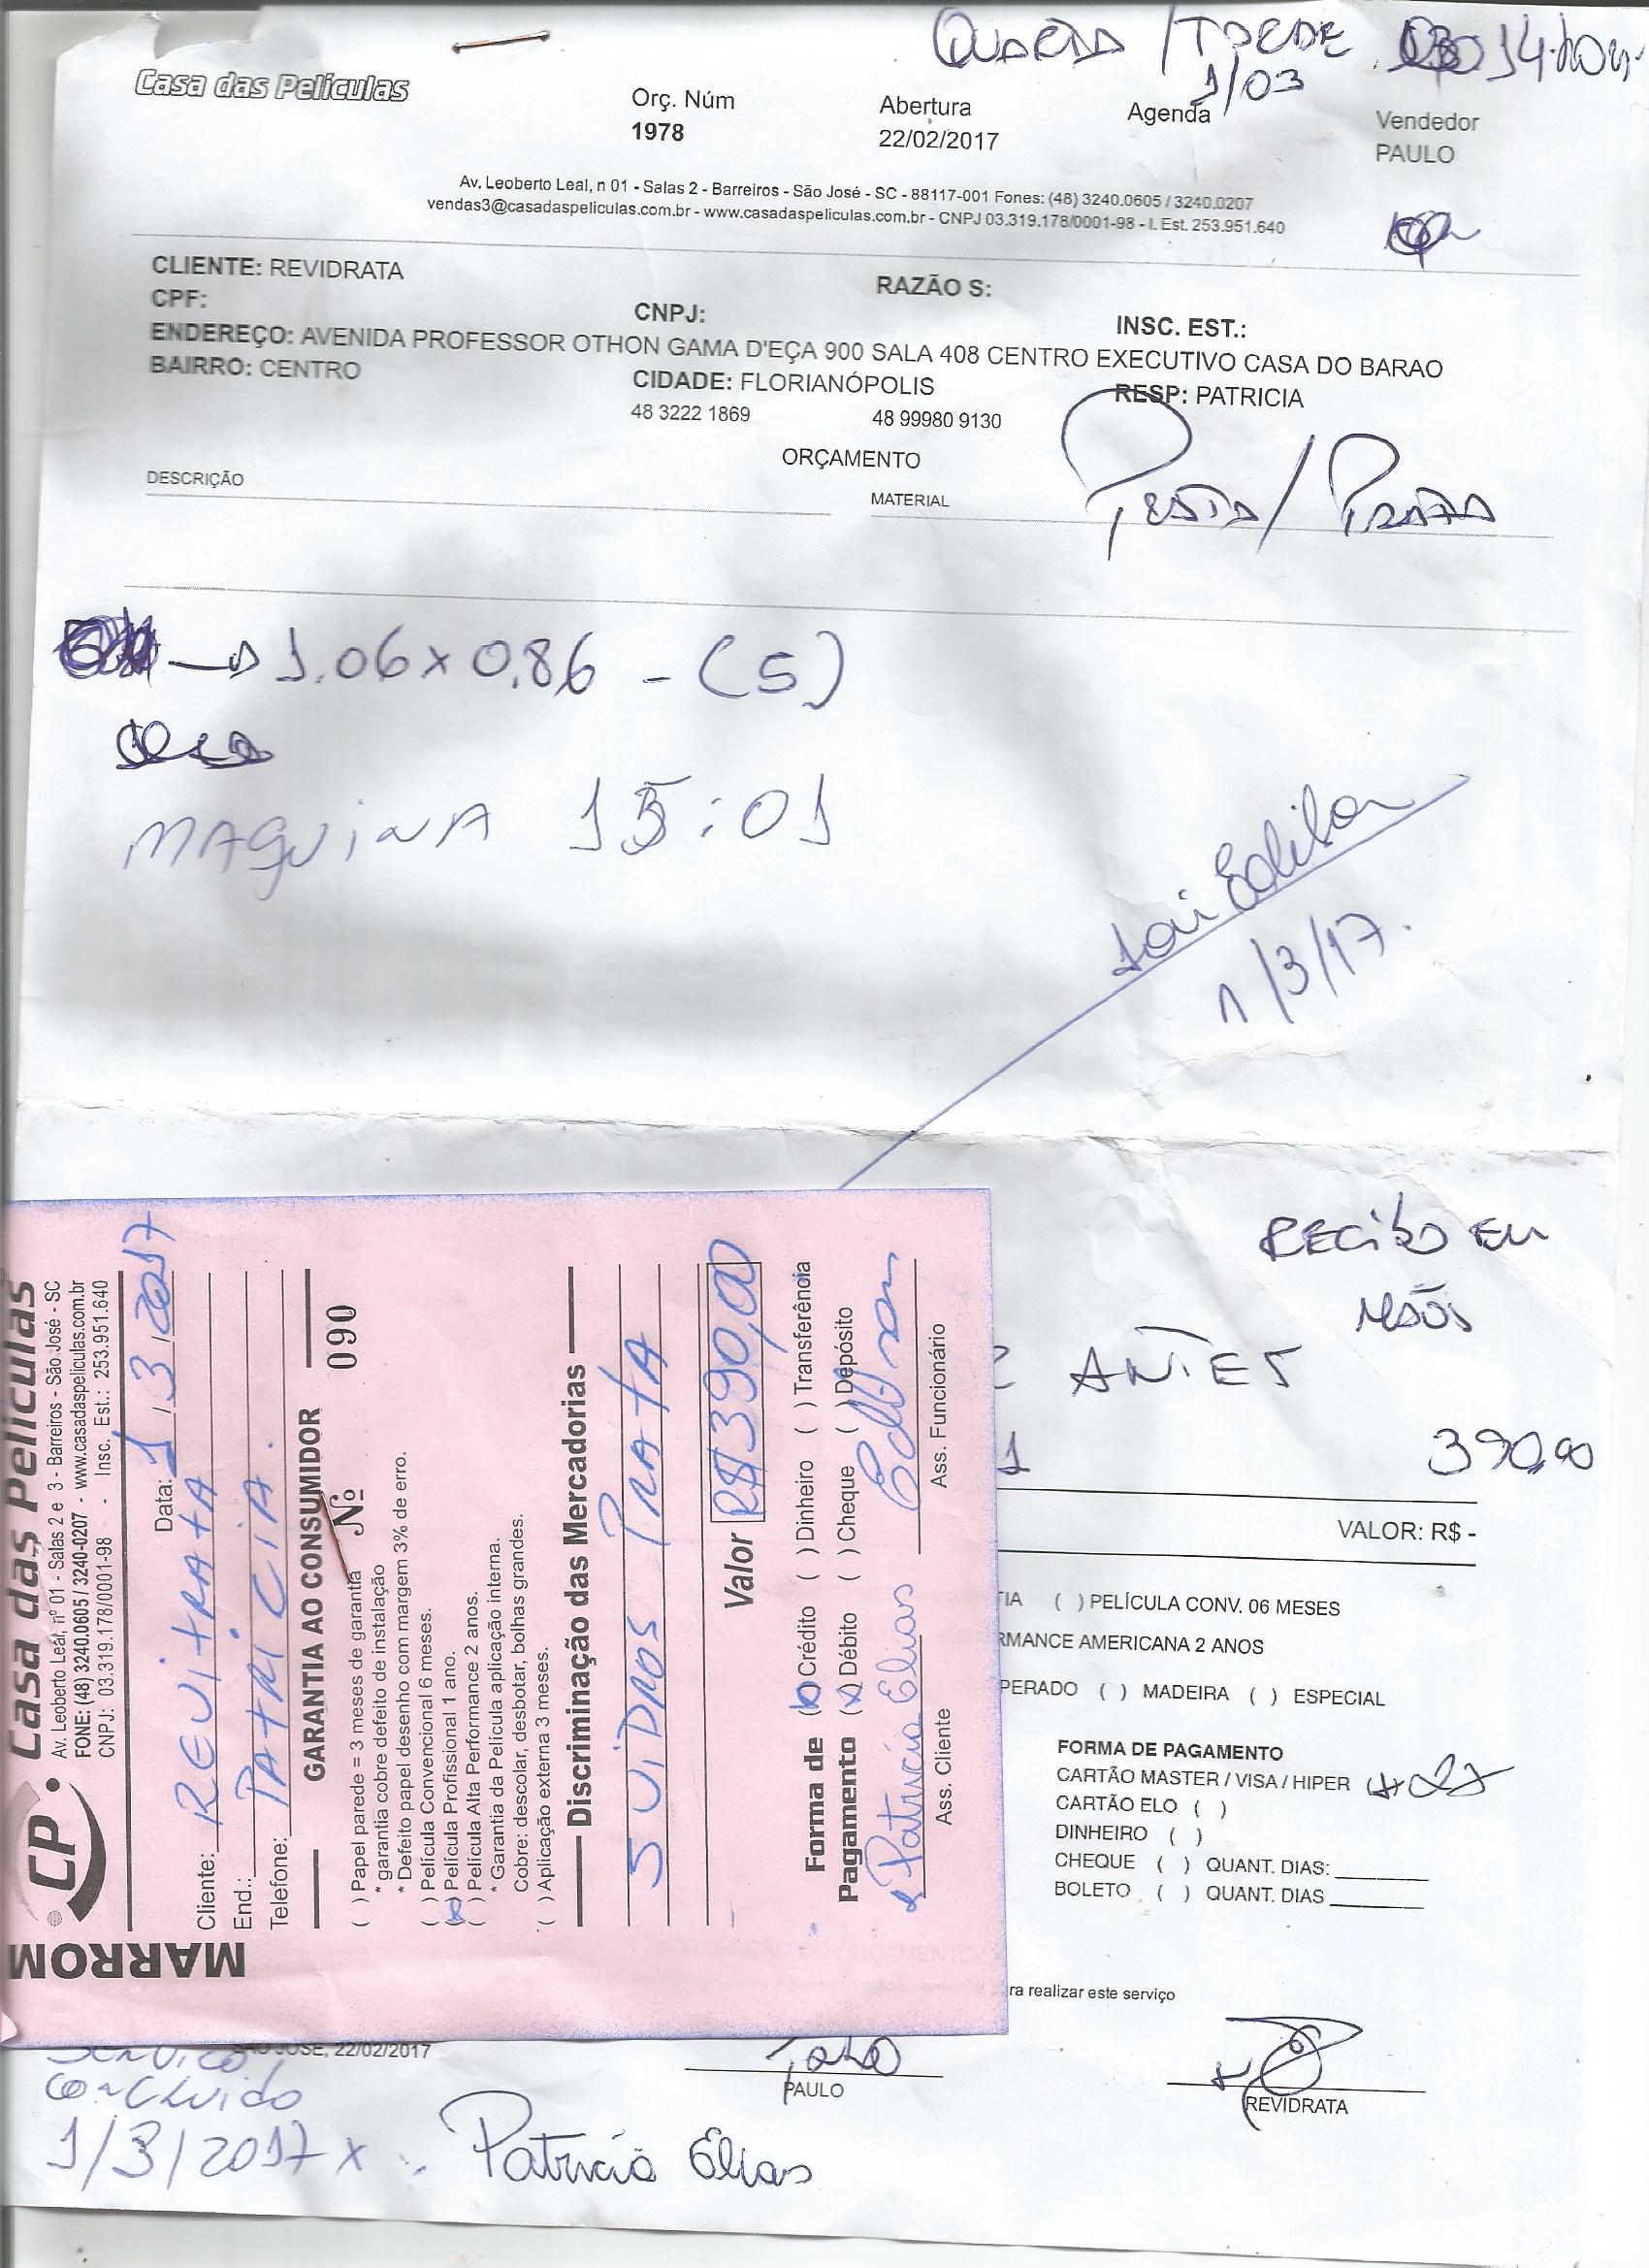 QUARTA / TARDE 14:00
1/03
Casa das Películas
Orç. Núm
1978
Abertura
22/02/2017
Agenda
Vendedor
PAULO
Av. Leoberto Leal, n 01 - Salas 2 - Barreiros - São José - SC - 88117-001 Fones: (48) 3240.0605 / 3240.0207
vendas3@casadaspeliculas.com.br - www.casadaspeliculas.com.br - CNPJ 03.319.178/0001-98 - I. Est. 253.951.640
CLIENTE: REVIDRATA
RAZÃO S:
CPF:
CNPJ:
INSC. EST.:
ENDEREÇO: AVENIDA PROFESSOR OTHON GAMA D'EÇA 900 SALA 408 CENTRO EXECUTIVO CASA DO BARAO
BAIRRO: CENTRO
CIDADE: FLORIANÓPOLIS
RESP: PATRICIA
48 3222 1869
48 99980 9130
ORÇAMENTO
DESCRIÇÃO
MATERIAL
/ PRATA
1.06 x 0.86 - (5)
MAQUINA 15:01
1/3/17.
RECIBO EM
MÃOS
ANTES
1
390,00
VALOR: R$ -
TIA ( ) PELÍCULA CONV. 06 MESES
RMANCE AMERICANA 2 ANOS
PERADO ( ) MADEIRA ( ) ESPECIAL
FORMA DE PAGAMENTO
CARTÃO MASTER / VISA / HIPER
CARTÃO ELO ( )
DINHEIRO ( )
CHEQUE ( ) QUANT. DIAS:
BOLETO ( ) QUANT. DIAS
ra realizar este serviço
SÃO JOSÉ, 22/02/2017
PAULO
REVIDRATA
SERVICO
CONCLUIDO
1/3/2017 x Patricia Elias
CP Casa das Películas
Av. Leoberto Leal, nº 01 - Salas 2 e 3 - Barreiros - São José - SC
FONE: (48) 3240.0605 / 3240-0207 - www.casadaspeliculas.com.br
CNPJ: 03.319.178/0001-98 - Insc. Est.: 253.951.640
MARROM
Data: 1 / 3 / 2017
Cliente: REVITRATA
End.:
Telefone: PATRICIA.
GARANTIA AO CONSUMIDOR
( ) Papel parede = 3 meses de garantia Nº 090
* garantia cobre defeito de instalação
* Defeito papel desenho com margem 3% de erro.
( ) Película Convencional 6 meses.
(x) Película Profissional 1 ano.
( ) Película Alta Performance 2 anos.
* Garantia da Película aplicação interna.
Cobre: descolar, desbotar, bolhas grandes.
( ) Aplicação externa 3 meses.
Discriminação das Mercadorias
5 ViDROS PRATA
Valor R$ 390,00
Forma de Pagamento (x) Crédito ( ) Dinheiro ( ) Transferência
(x) Débito ( ) Cheque ( ) Depósito
x Patricia Elias
Ass. Cliente
Ass. Funcionário